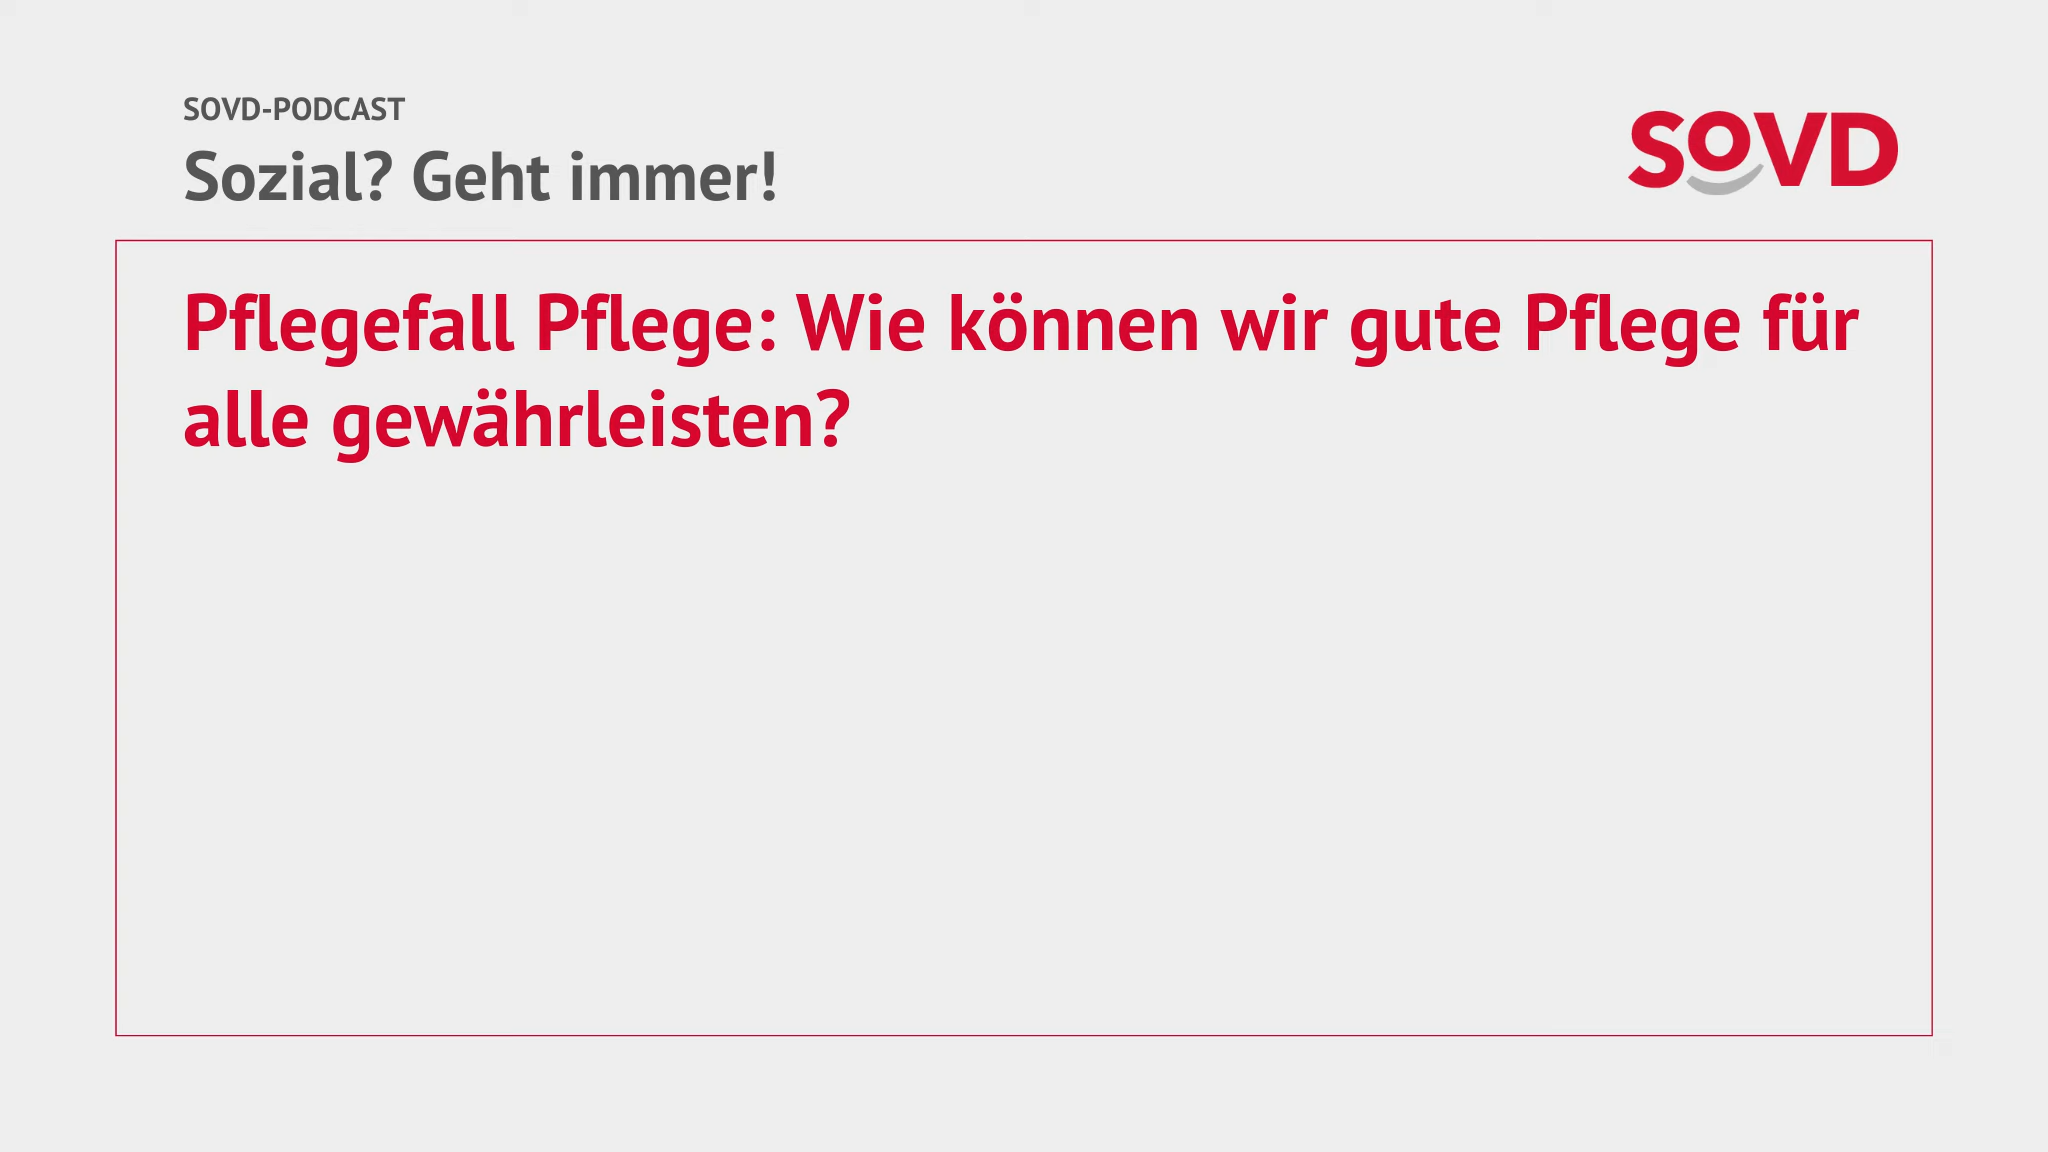 SOVD-PODCAST
Sozial? Geht immer!
SoVD
Pflegefall Pflege: Wie können wir gute Pflege für
alle gewährleisten?